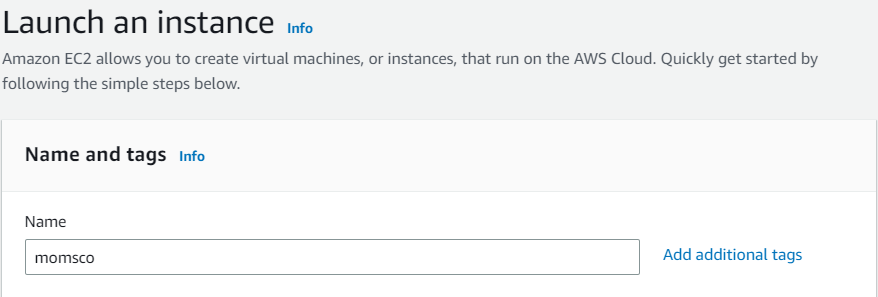 Launch an instance Info
Amazon EC2 allows you to create virtual machines, or instances, that run on the AWS Cloud. Quickly get started by
following the simple steps below.
Name and tags Info
Name
momsco Add additional tags